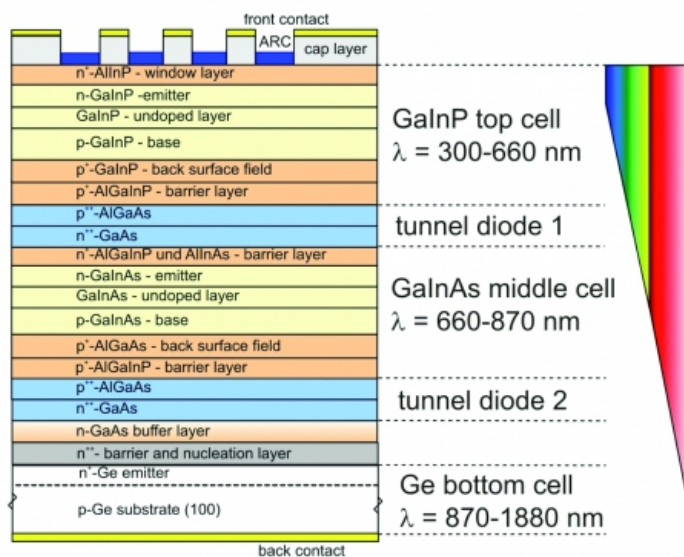 front contact
ARC
cap layer
n⁺-AlInP - window layer
n-GaInP -emitter
GaInP - undoped layer
p-GaInP - base
p⁺-GaInP - back surface field
p⁺-AlGaInP - barrier layer
p⁺⁺-AlGaAs
n⁺⁺-GaAs
n⁺-AlGaInP und AlInAs - barrier layer
n-GaInAs - emitter
GaInAs - undoped layer
p-GaInAs - base
p⁺-AlGaAs - back surface field
p⁺-AlGaInP - barrier layer
p⁺⁺-AlGaAs
n⁺⁺-GaAs
n-GaAs buffer layer
n⁺⁺- barrier and nucleation layer
n⁺-Ge emitter
p-Ge substrate (100)
back contact
GaInP top cell
λ = 300-660 nm
tunnel diode 1
GaInAs middle cell
λ = 660-870 nm
tunnel diode 2
Ge bottom cell
λ = 870-1880 nm